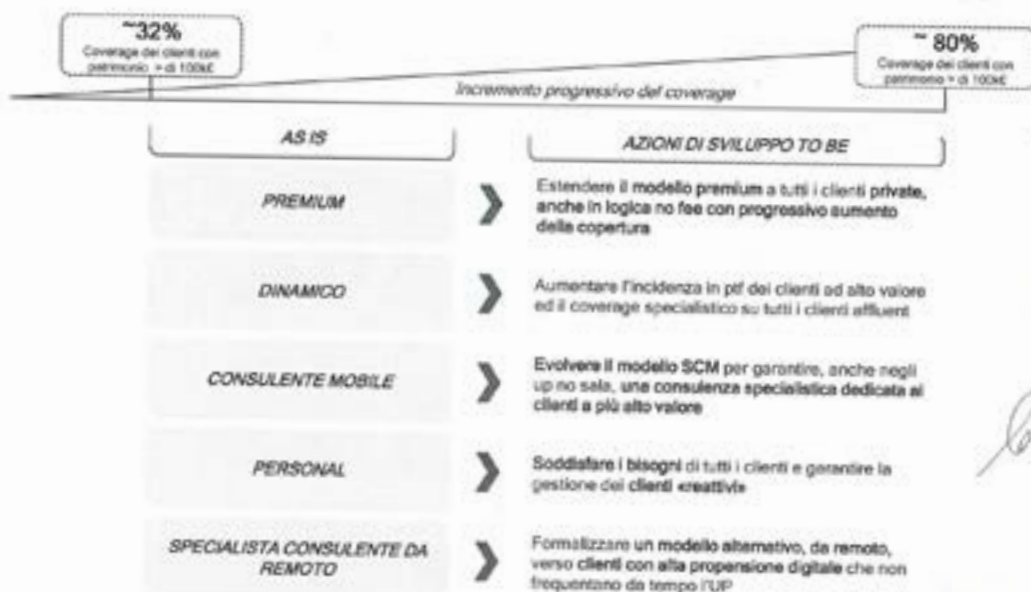 ~32%
Coverage dei clienti con
patrimonio > di 100k€
~ 80%
Coverage dei clienti con
patrimonio > di 100k€
Incremento progressivo del coverage
AS IS
AZIONI DI SVILUPPO TO BE
PREMIUM
Estendere il modello premium a tutti i clienti private,
anche in logica no fee con progressivo aumento
della copertura
DINAMICO
Aumentare l'incidenza in ptf dei clienti ad alto valore
ed il coverage specialistico su tutti i clienti affluent
CONSULENTE MOBILE
Evolvere il modello SCM per garantire, anche negli
up no sala, una consulenza specialistica dedicata ai
clienti a più alto valore
PERSONAL
Soddisfare i bisogni di tutti i clienti e garantire la
gestione dei clienti «reattivi»
SPECIALISTA CONSULENTE DA
REMOTO
Formalizzare un modello alternativo, da remoto,
verso clienti con alta propensione digitale che non
frequentano da tempo l'UP